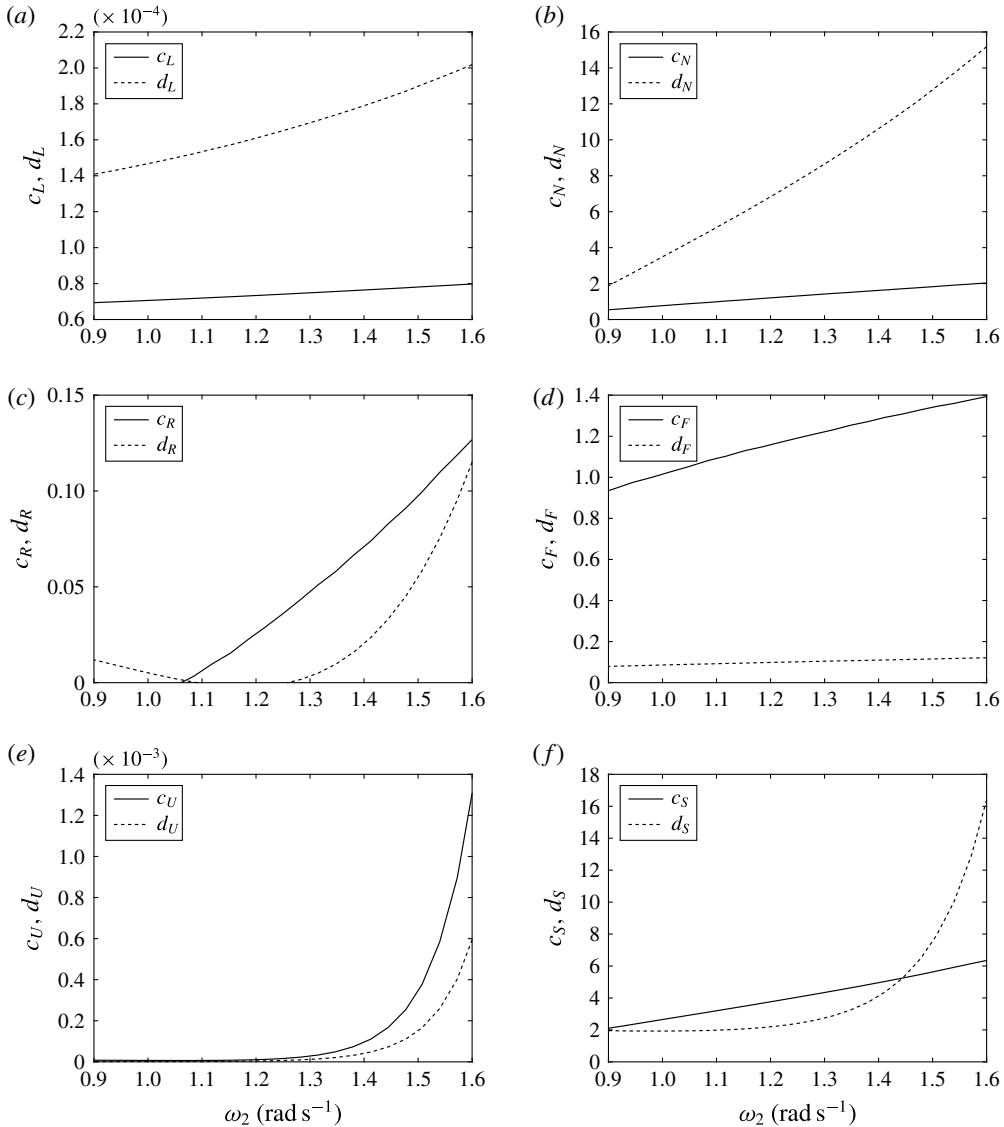 (a)
(× 10⁻⁴)
2.2
2.0
1.8
1.6
1.4
1.2
1.0
0.8
0.6
c_L, d_L
c_L
d_L
0.9 1.0 1.1 1.2 1.3 1.4 1.5 1.6
(b)
16
14
12
10
8
6
4
2
0
c_N, d_N
c_N
d_N
0.9 1.0 1.1 1.2 1.3 1.4 1.5 1.6
(c)
0.15
0.10
0.05
0
c_R, d_R
c_R
d_R
0.9 1.0 1.1 1.2 1.3 1.4 1.5 1.6
(d)
1.4
1.2
1.0
0.8
0.6
0.4
0.2
0
c_F, d_F
c_F
d_F
0.9 1.0 1.1 1.2 1.3 1.4 1.5 1.6
(e)
(× 10⁻³)
1.4
1.2
1.0
0.8
0.6
0.4
0.2
0
c_U, d_U
c_U
d_U
0.9 1.0 1.1 1.2 1.3 1.4 1.5 1.6
ω₂ (rad s⁻¹)
(f)
18
16
14
12
10
8
6
4
2
0
c_S, d_S
c_S
d_S
0.9 1.0 1.1 1.2 1.3 1.4 1.5 1.6
ω₂ (rad s⁻¹)